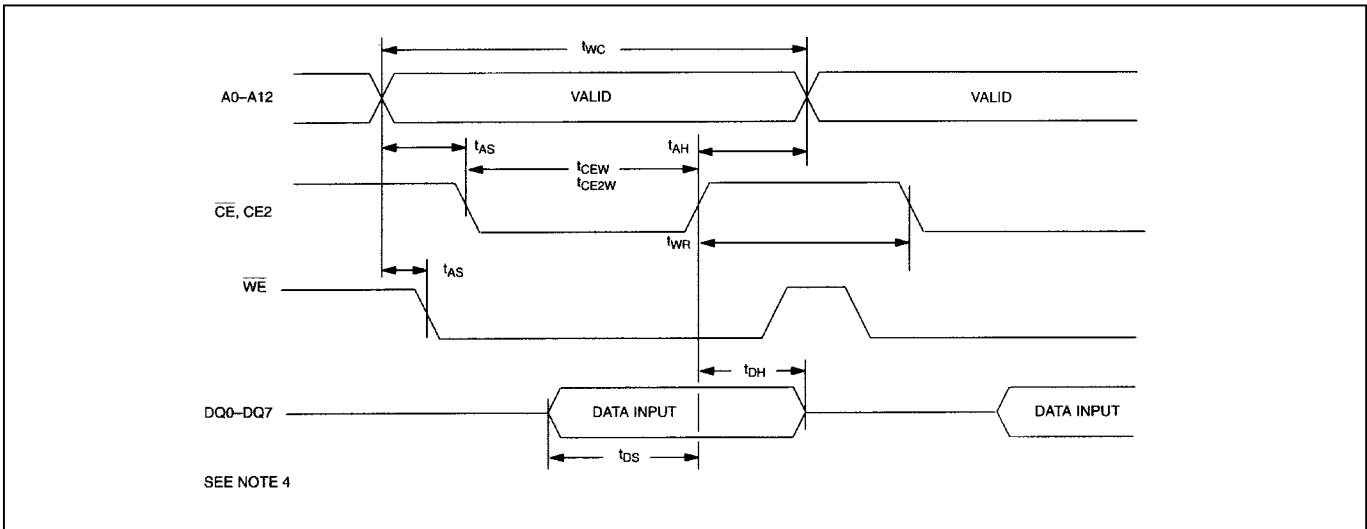 tWC
A0–A12 VALID VALID
tAS tAH
tCEW
tCE2W
CE, CE2
tWR
tAS
WE
tDH
DQ0–DQ7 DATA INPUT DATA INPUT
tDS
SEE NOTE 4